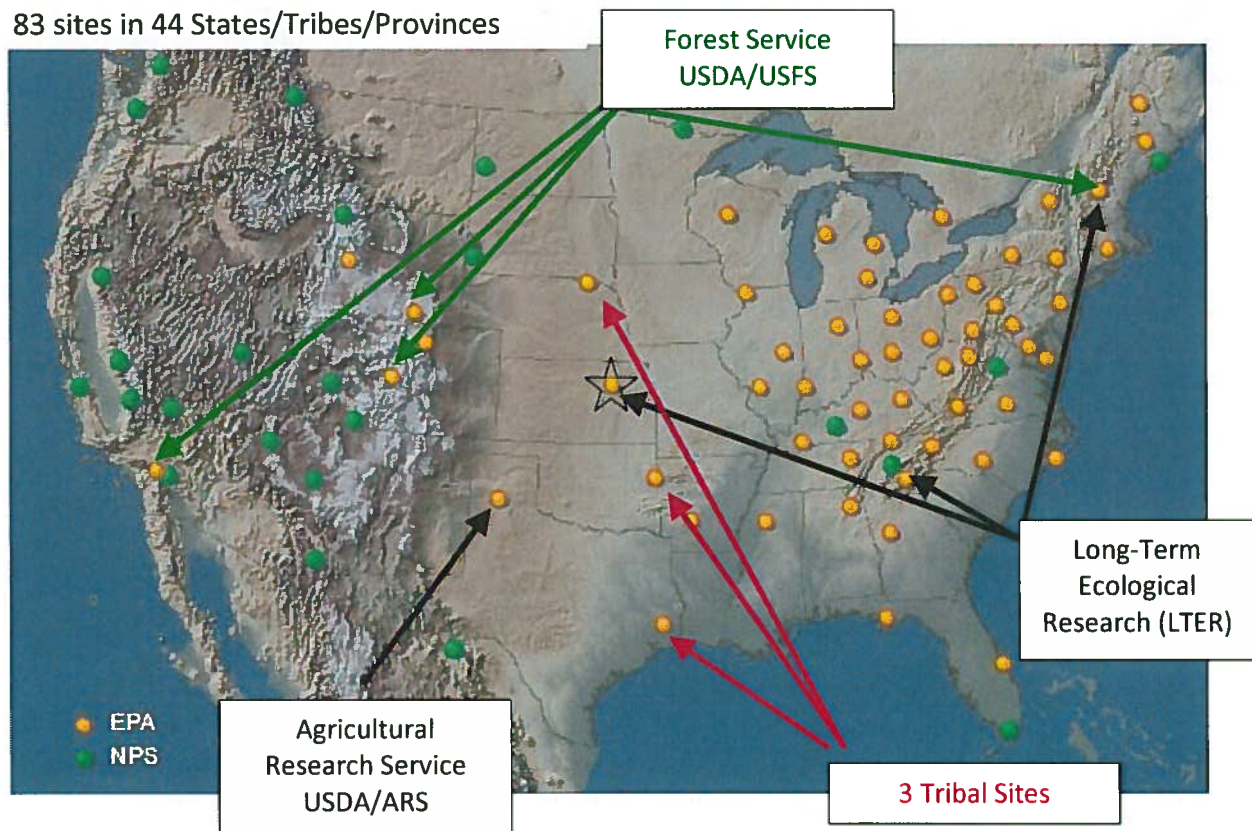 83 sites in 44 States/Tribes/Provinces
Forest Service
USDA/USFS
Long-Term
Ecological
Research (LTER)
EPA
NPS
Agricultural
Research Service
USDA/ARS
3 Tribal Sites